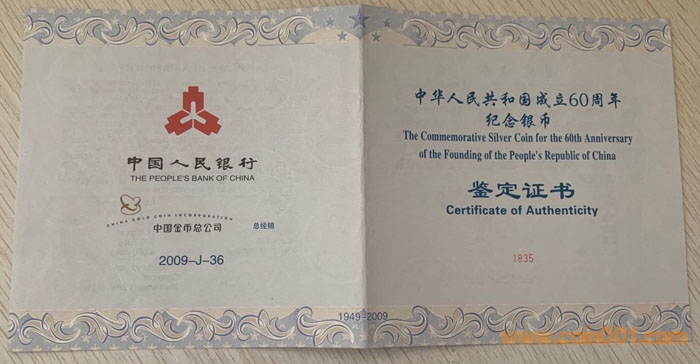 中国人民银行
THE PEOPLE'S BANK OF CHINA
CHINA GOLD COIN INCORPORATION
中国金币总公司 总经销
2009-J-36
中华人民共和国成立60周年
纪念银币
The Commemorative Silver Coin for the 60th Anniversary
of the Founding of the People's Republic of China
鉴定证书
Certificate of Authenticity
1835
1949-2009
www.coin001.com